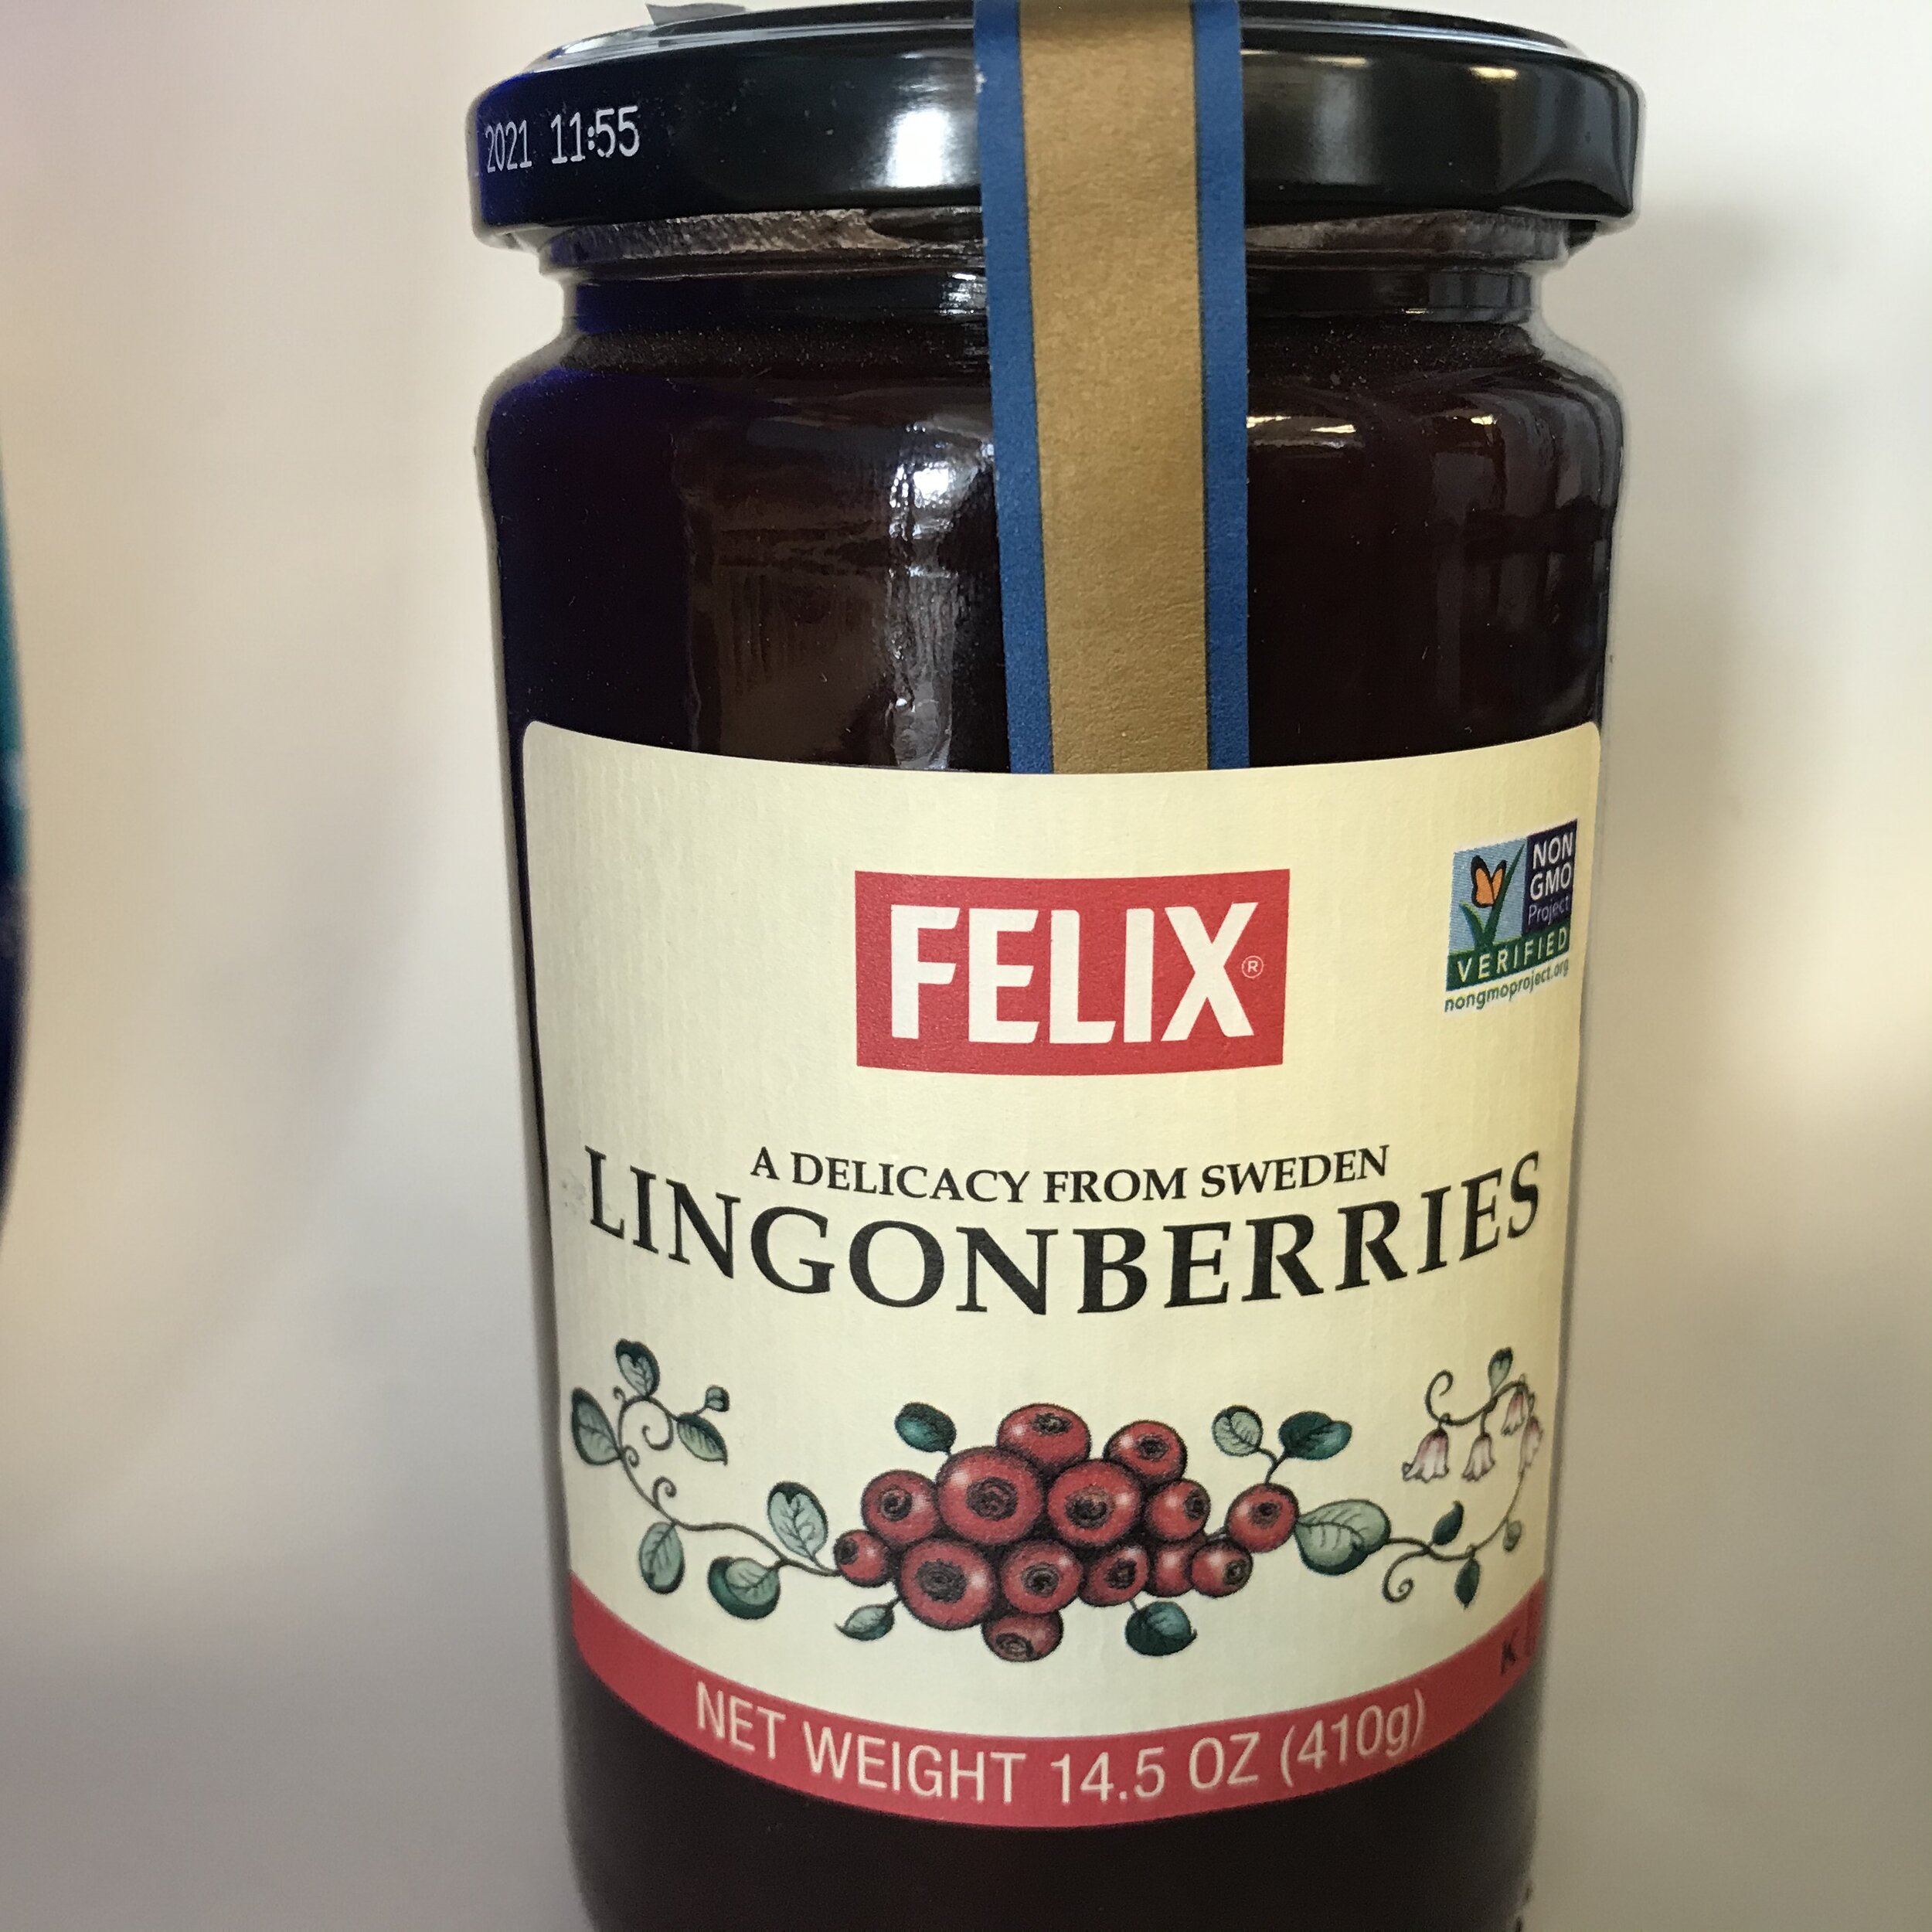 2021 11:55
FELIX®
NON
GMO
Project
VERIFIED
nongmoproject.org
A DELICACY FROM SWEDEN
LINGONBERRIES
K
NET WEIGHT 14.5 OZ (410g)